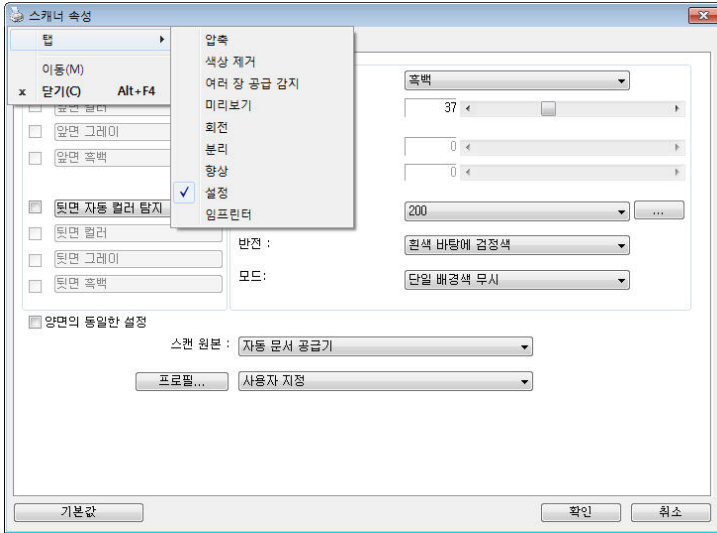 스캐너 속성
탭
이동(M)
x 닫기(C) Alt+F4
압축
색상 제거
여러 장 공급 감지
미리보기
회전
분리
향상
설정
임프린터
앞면 그레이
앞면 흑백
뒷면 자동 컬러 탐지
뒷면 컬러
뒷면 그레이
뒷면 흑백
흑백
37
0
0
200
...
반전 : 흰색 바탕에 검정색
모드: 단일 배경색 무시
양면의 동일한 설정
스캔 원본 : 자동 문서 공급기
프로필... 사용자 지정
기본값
확인
취소